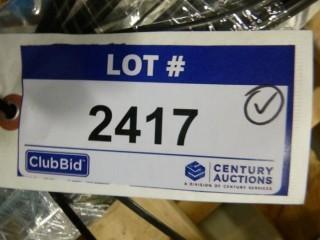 LOT #
2417
ClubBid
CENTURY
AUCTIONS
A DIVISION OF CENTURY SERVICES